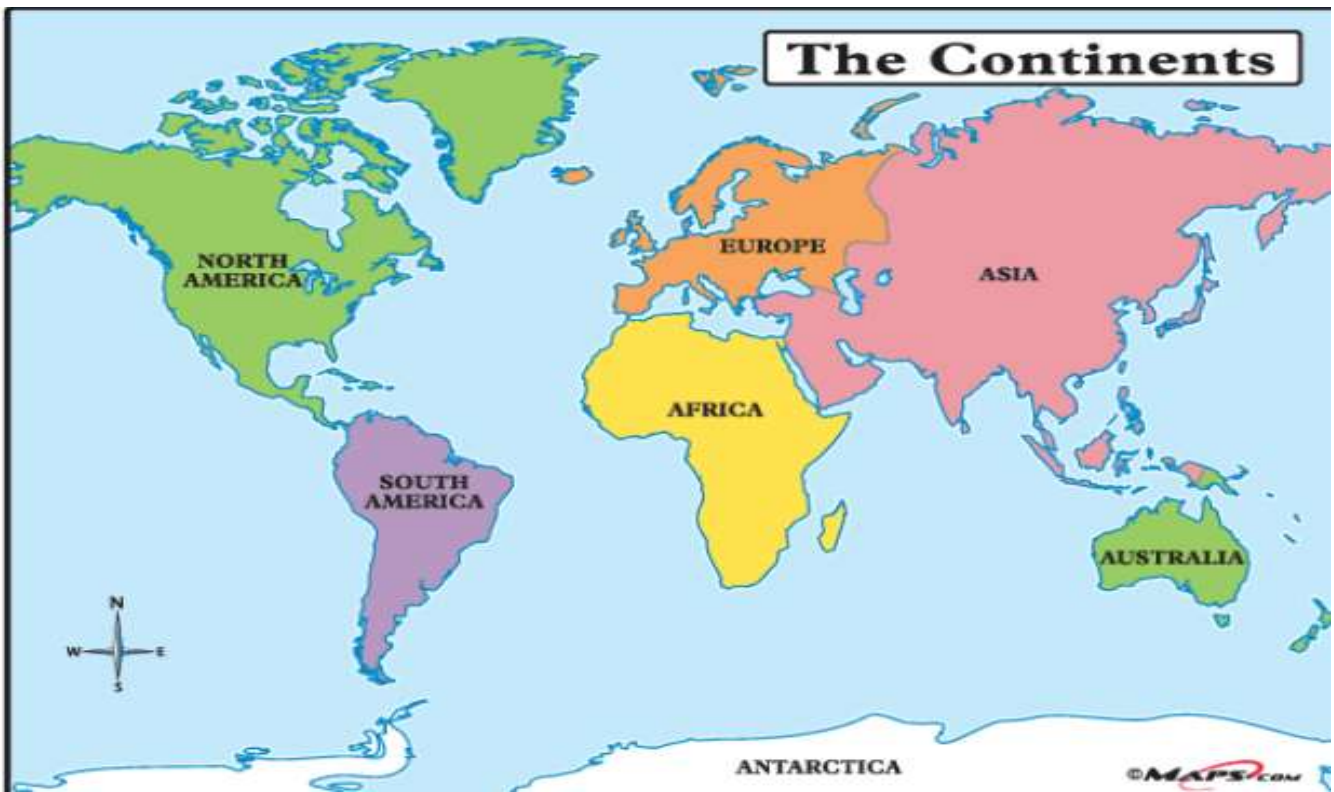 The Continents
NORTH
AMERICA
EUROPE
ASIA
AFRICA
SOUTH
AMERICA
AUSTRALIA
N
W E
S
ANTARCTICA
©MAPS.COM